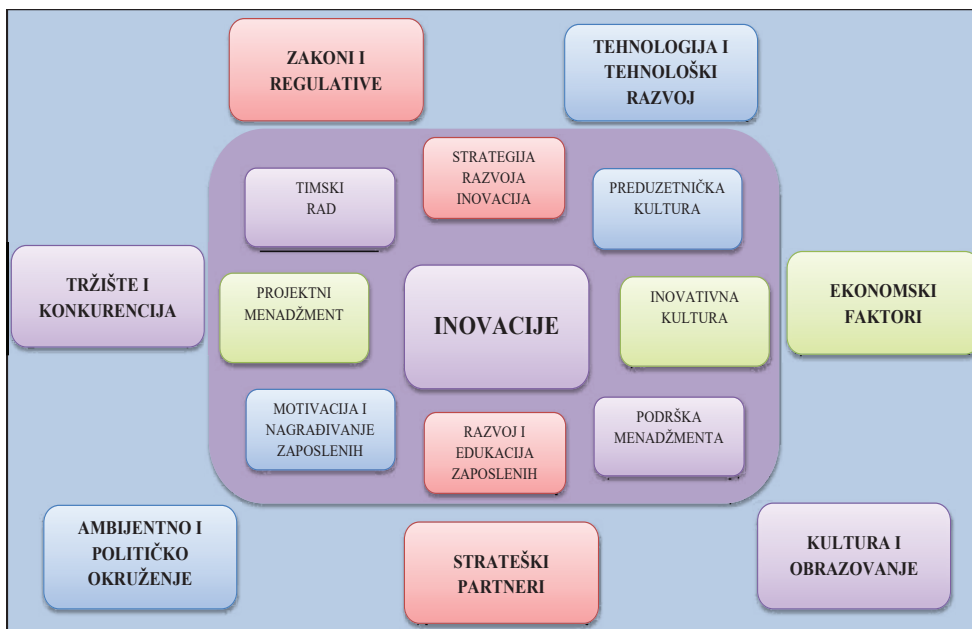 ZAKONI I
REGULATIVE
TEHNOLOGIJA I
TEHNOLOŠKI
RAZVOJ
TIMSKI
RAD
STRATEGIJA
RAZVOJA
INOVACIJA
PREDUZETNIČKA
KULTURA
TRŽIŠTE I
KONKURENCIJA
PROJEKTNI
MENADŽMENT
INOVACIJE
INOVATIVNA
KULTURA
EKONOMSKI
FAKTORI
MOTIVACIJA I
NAGRAĐIVANJE
ZAPOSLENIH
RAZVOJ I
EDUKACIJA
ZAPOSLENIH
PODRŠKA
MENADŽMENTA
AMBIJENTNO I
POLITIČKO
OKRUŽENJE
STRATEŠKI
PARTNERI
KULTURA I
OBRAZOVANJE